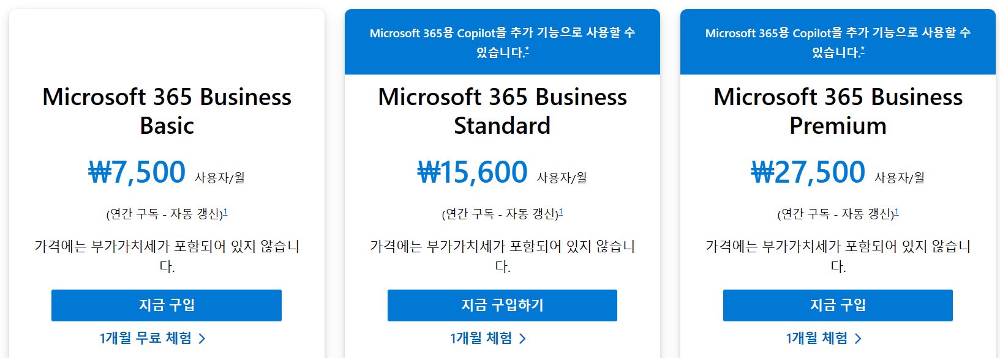 Microsoft 365 Business
Basic
₩7,500 사용자/월
(연간 구독 - 자동 갱신)1
가격에는 부가가치세가 포함되어 있지 않습니
다.
지금 구입
1개월 무료 체험 >
Microsoft 365용 Copilot을 추가 기능으로 사용할 수
있습니다.*
Microsoft 365 Business
Standard
₩15,600 사용자/월
(연간 구독 - 자동 갱신)1
가격에는 부가가치세가 포함되어 있지 않습니
다.
지금 구입하기
1개월 체험 >
Microsoft 365용 Copilot을 추가 기능으로 사용할 수
있습니다.*
Microsoft 365 Business
Premium
₩27,500 사용자/월
(연간 구독 - 자동 갱신)1
가격에는 부가가치세가 포함되어 있지 않습니
다.
지금 구입
1개월 체험 >